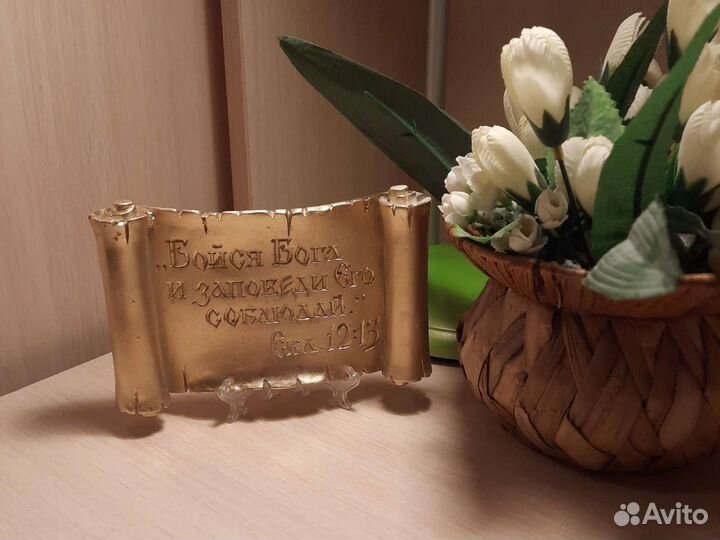 „Бойся Бога
и заповеди Его
соблюдай.“
Екл. 12:13
Avito